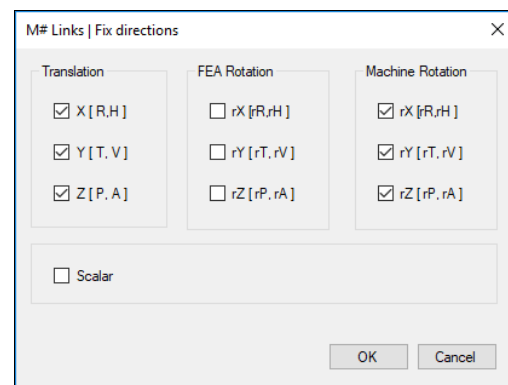 M# Links | Fix directions
Translation FEA Rotation Machine Rotation
X [ R,H ] rX [rR,rH ] rX [rR,rH ]
Y [ T, V ] rY [ rT, rV ] rY [ rT, rV ]
Z [ P, A ] rZ [ rP, rA ] rZ [ rP, rA ]
Scalar
OK Cancel